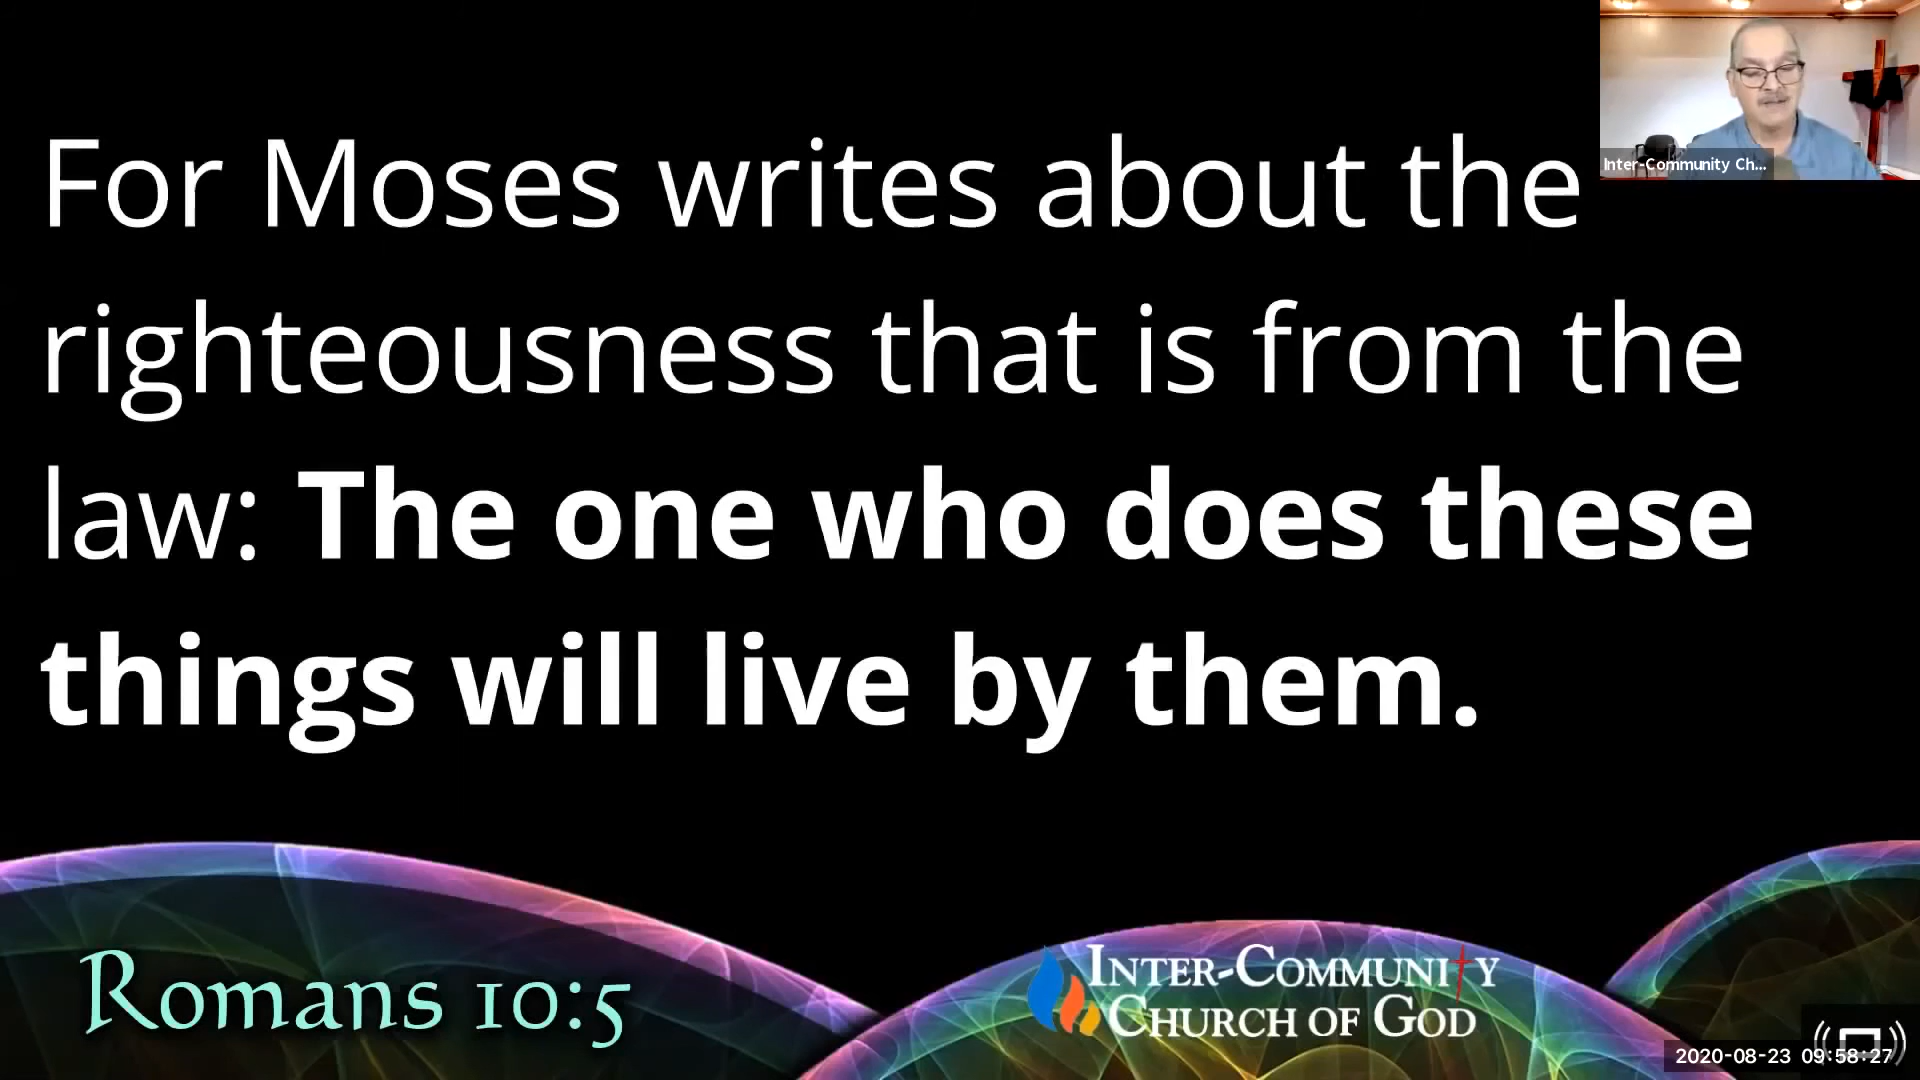 For Moses writes about the
righteousness that is from the
law: The one who does these
things will live by them.
Inter-Community Ch...
Romans 10:5
INTER-COMMUNITY
CHURCH OF GOD
2020-08-23 09:58:27